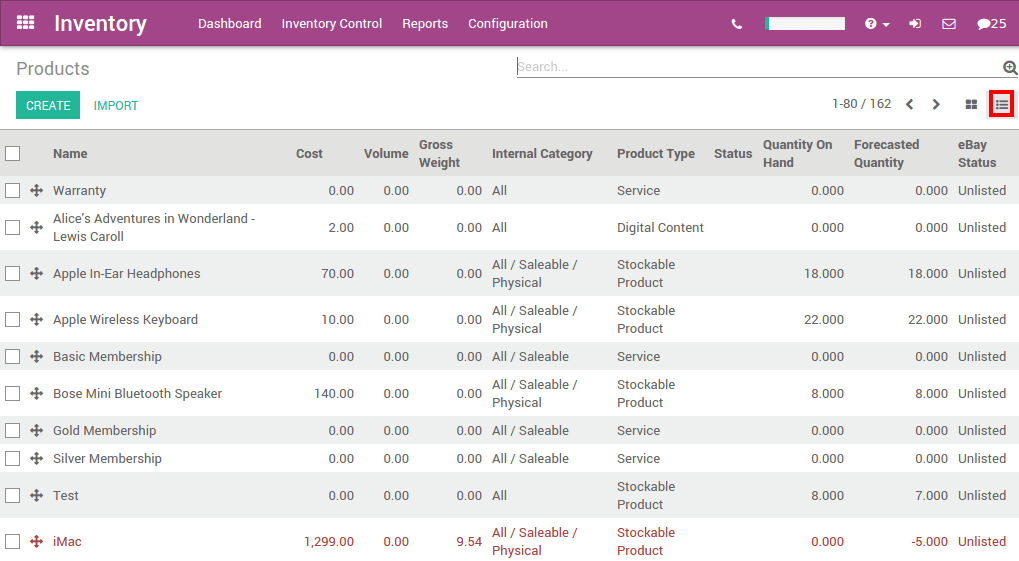 Inventory Dashboard Inventory Control Reports Configuration 25
Products Search...
CREATE IMPORT 1-80 / 162
Name Cost Volume Gross Weight Internal Category Product Type Status Quantity On Hand Forecasted Quantity eBay Status
Warranty 0.00 0.00 0.00 All Service 0.000 0.000 Unlisted
Alice's Adventures in Wonderland - Lewis Caroll 2.00 0.00 0.00 All Digital Content 0.000 0.000 Unlisted
Apple In-Ear Headphones 70.00 0.00 0.00 All / Saleable / Physical Stockable Product 18.000 18.000 Unlisted
Apple Wireless Keyboard 10.00 0.00 0.00 All / Saleable / Physical Stockable Product 22.000 22.000 Unlisted
Basic Membership 0.00 0.00 0.00 All / Saleable Service 0.000 0.000 Unlisted
Bose Mini Bluetooth Speaker 140.00 0.00 0.00 All / Saleable / Physical Stockable Product 8.000 8.000 Unlisted
Gold Membership 0.00 0.00 0.00 All / Saleable Service 0.000 0.000 Unlisted
Silver Membership 0.00 0.00 0.00 All / Saleable Service 0.000 0.000 Unlisted
Test 0.00 0.00 0.00 All Stockable Product 8.000 7.000 Unlisted
iMac 1,299.00 0.00 9.54 All / Saleable / Physical Stockable Product 0.000 -5.000 Unlisted